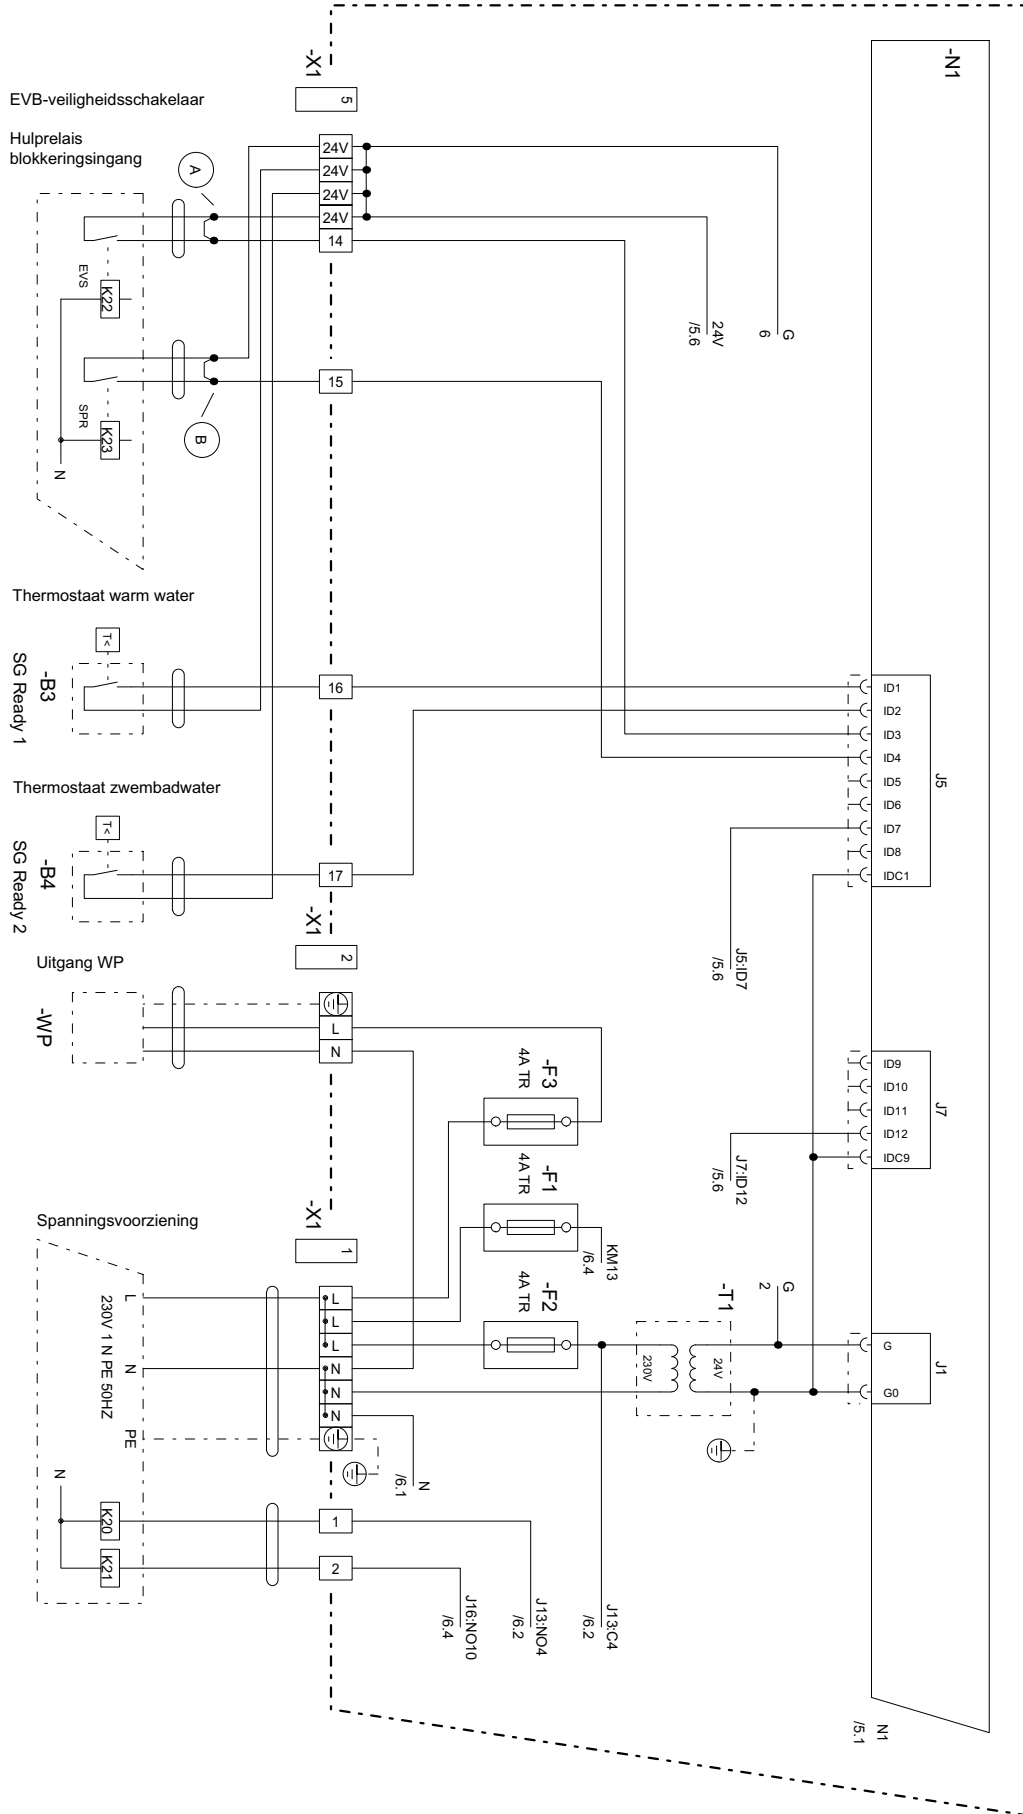 -N1
-X1
5
EVB-veiligheidsschakelaar
Hulprelais
blokkeringsingang
24V
24V
24V
24V
14
A
EVS
K22
15
SPR
K23
B
N
24V
/5.6
G
6
Thermostaat warm water
T<
-B3
SG Ready 1
16
Thermostaat zwembadwater
T<
-B4
SG Ready 2
17
J5
ID1
ID2
ID3
ID4
ID5
ID6
ID7
ID8
IDC1
J5:ID7
/5.6
-X1
2
Uitgang WP
-WP
L
N
J7
ID9
ID10
ID11
ID12
IDC9
J7:ID12
/5.6
-F3
4A TR
-F1
4A TR
KM13
/6.4
-F2
4A TR
-X1
1
Spanningsvoorziening
L
N
PE
230V 1 N PE 50HZ
L
L
L
N
N
N
N
/6.1
-T1
230V
24V
G
2
J1
G
G0
N
K20
K21
1
2
J16:NO10
/6.4
J13:NO4
/6.2
J13:C4
/6.2
N1
/5.1